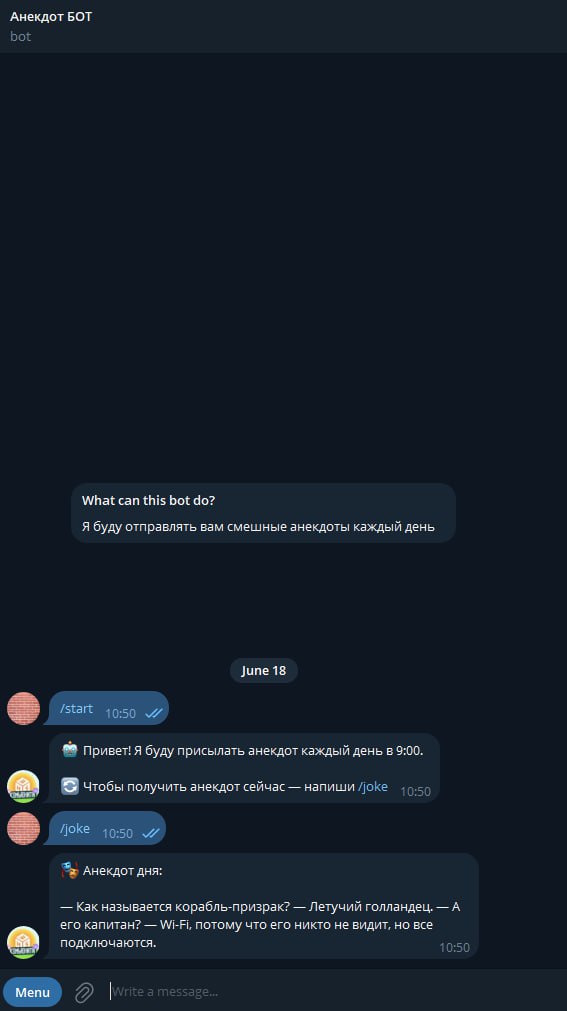 Анекдот БОТ
bot
What can this bot do?
Я буду отправлять вам смешные анекдоты каждый день
June 18
/start 10:50
Привет! Я буду присылать анекдот каждый день в 9:00.
Чтобы получить анекдот сейчас — напиши /joke 10:50
/joke 10:50
Анекдот дня:
— Как называется корабль-призрак? — Летучий голландец. — А
его капитан? — Wi-Fi, потому что его никто не видит, но все
подключаются.
10:50
Menu
Write a message...